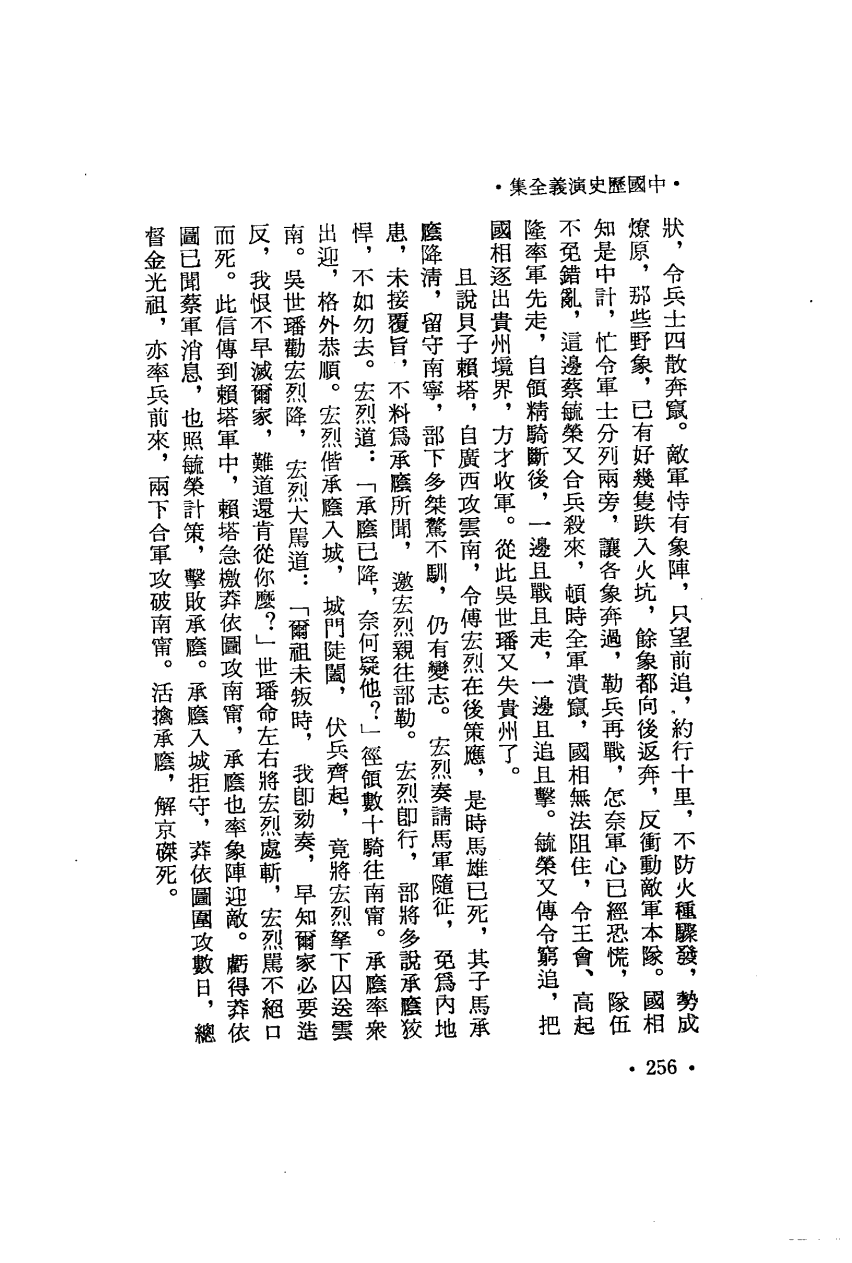 •中國歷史演義全集•
狀，令兵士四散奔竄。敵軍恃有象陣，只望前追，約行十里，不防火種驟發，勢成
燎原，那些野象，已有好幾隻跌入火坑，餘象都向後返奔，反衝動敵軍本隊。國相
知是中計，忙令軍士分列兩旁，讓各象奔過，勒兵再戰，怎奈軍心已經恐慌，隊伍
不免錯亂，這邊蔡毓榮又合兵殺來，頓時全軍潰竄，國相無法阻住，令王會、高起
隆率軍先走，自領精騎斷後，一邊且戰且走，一邊且追且擊。毓榮又傳令窮追，把
國相逐出貴州境界，方才收軍。從此吳世璠又失貴州了。
且說貝子賴塔，自廣西攻雲南，令傅宏烈在後策應，是時馬雄已死，其子馬承
廕降清，留守南寧，部下多桀驁不馴，仍有變志。宏烈奏請馬軍隨征，免爲內地
患，未接覆旨，不料爲承廕所聞，邀宏烈親往部勒。宏烈卽行，部將多說承廕狡
悍，不如勿去。宏烈道：「承廕已降，奈何疑他？」徑領數十騎往南甯。承廕率衆
出迎，格外恭順。宏烈偕承廕入城，城門陡闔，伏兵齊起，竟將宏烈拏下囚送雲
南。吳世璠勸宏烈降，宏烈大罵道：「爾祖未叛時，我卽劾奏，早知爾家必要造
反，我恨不早滅爾家，難道還肯從你麼？」世璠命左右將宏烈處斬，宏烈罵不絕口
而死。此信傳到賴塔軍中，賴塔急檄莽依圖攻南甯，承廕也率象陣迎敵。虧得莽依
圖已聞蔡軍消息，也照毓榮計策，擊敗承廕。承廕入城拒守，莽依圖圍攻數日，總
督金光祖，亦率兵前來，兩下合軍攻破南甯。活擒承廕，解京磔死。
•256•